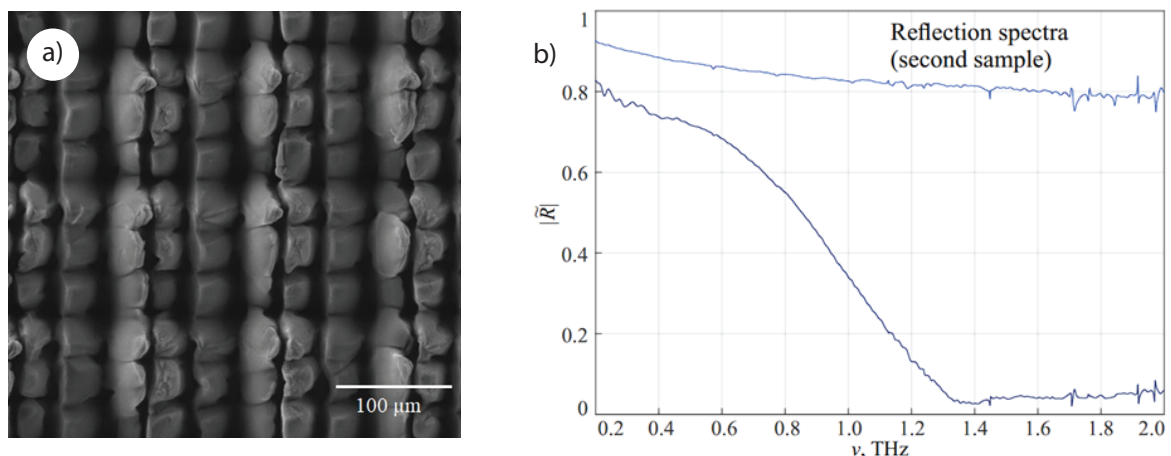 a)
100 μm
b)
Reflection spectra
(second sample)
|R̃|
1
0.8
0.6
0.4
0.2
0
0.2 0.4 0.6 0.8 1.0 1.2 1.4 1.6 1.8 2.0
ν, THz